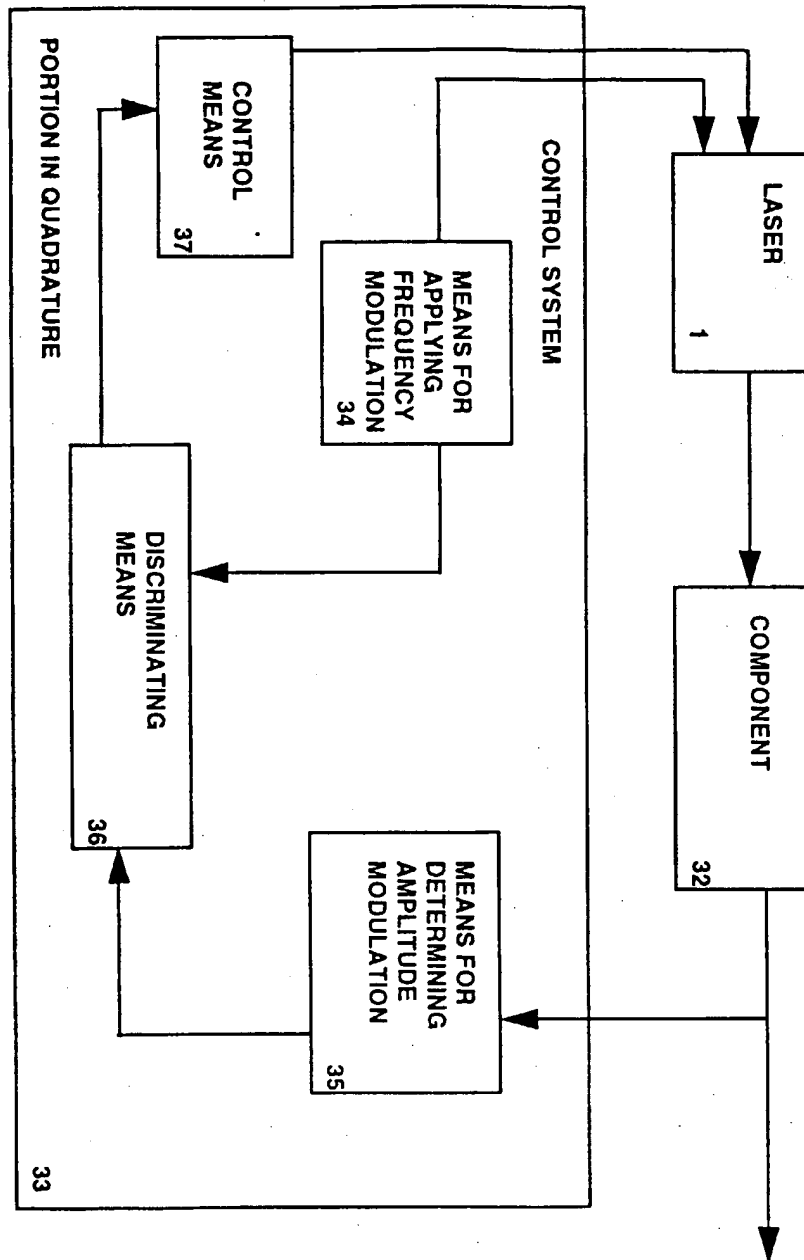 LASER
1
COMPONENT
32
CONTROL SYSTEM
MEANS FOR
APPLYING
FREQUENCY
MODULATION
34
MEANS FOR
DETERMINING
AMPLITUDE
MODULATION
35
CONTROL
MEANS
37
DISCRIMINATING
MEANS
36
PORTION IN QUADRATURE
33